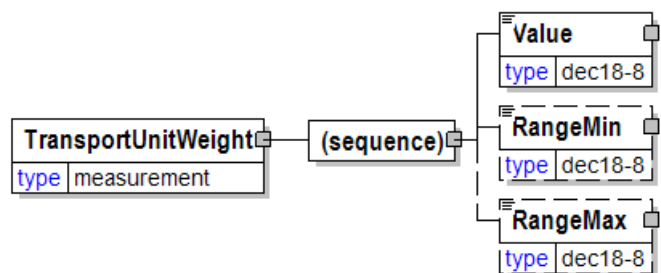 Value
type dec18-8
TransportUnitWeight
type measurement
(sequence)
RangeMin
type dec18-8
RangeMax
type dec18-8